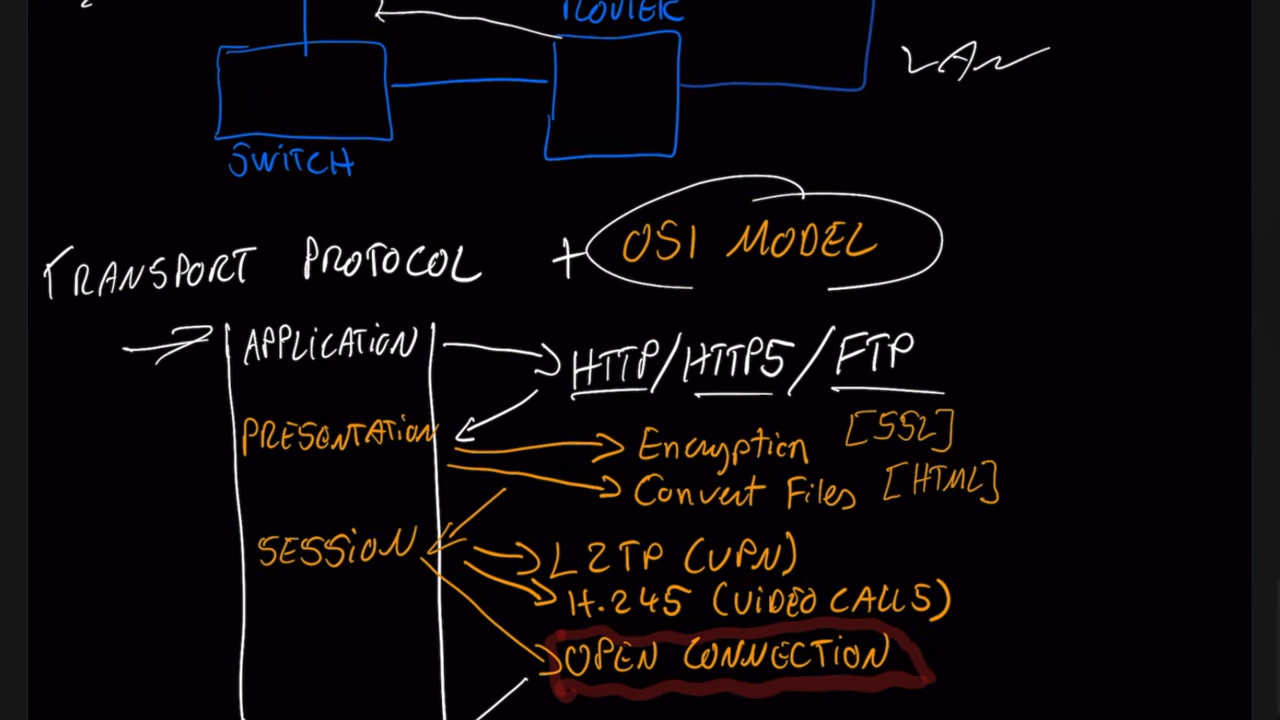 ROUTER
LAN
SWITCH
TRANSPORT PROTOCOL + OSI MODEL
APPLICATION
HTTP/HTTPS/FTP
PRESENTATION
Encryption [SSL]
Convert Files [HTML]
SESSION
L2TP (VPN)
H.245 (VIDEO CALLS)
OPEN CONNECTION